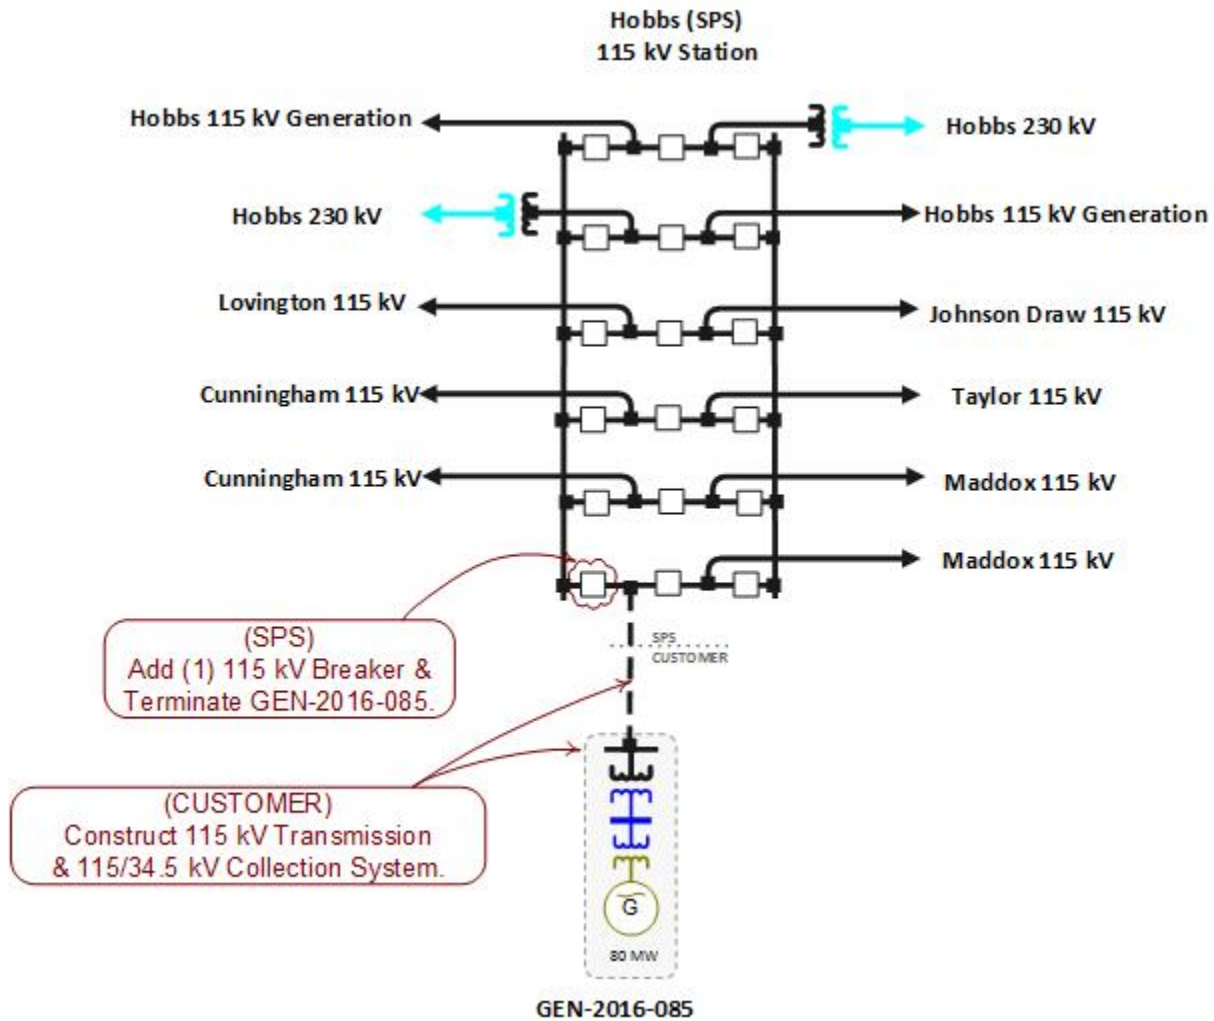 Hobbs (SPS)
115 kV Station
Hobbs 115 kV Generation
Hobbs 230 kV
Hobbs 230 kV
Hobbs 115 kV Generation
Lovington 115 kV
Johnson Draw 115 kV
Cunningham 115 kV
Taylor 115 kV
Cunningham 115 kV
Maddox 115 kV
Maddox 115 kV
(SPS)
Add (1) 115 kV Breaker &
Terminate GEN-2016-085.
SPS
CUSTOMER
(CUSTOMER)
Construct 115 kV Transmission
& 115/34.5 kV Collection System.
G
80 MW
GEN-2016-085